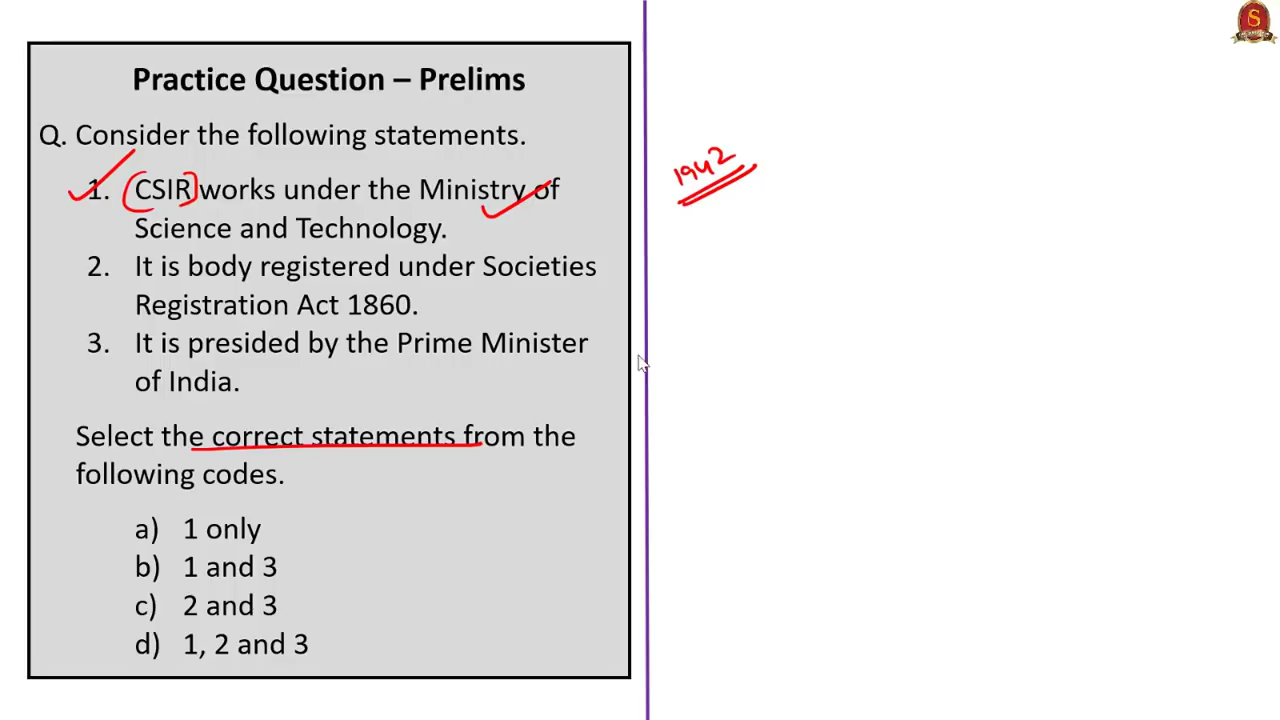 Practice Question – Prelims
Q. Consider the following statements.
1. (CSIR) works under the Ministry of
Science and Technology.
2. It is body registered under Societies
Registration Act 1860.
3. It is presided by the Prime Minister
of India.
Select the correct statements from the
following codes.
a) 1 only
b) 1 and 3
c) 2 and 3
d) 1, 2 and 3
1942
S